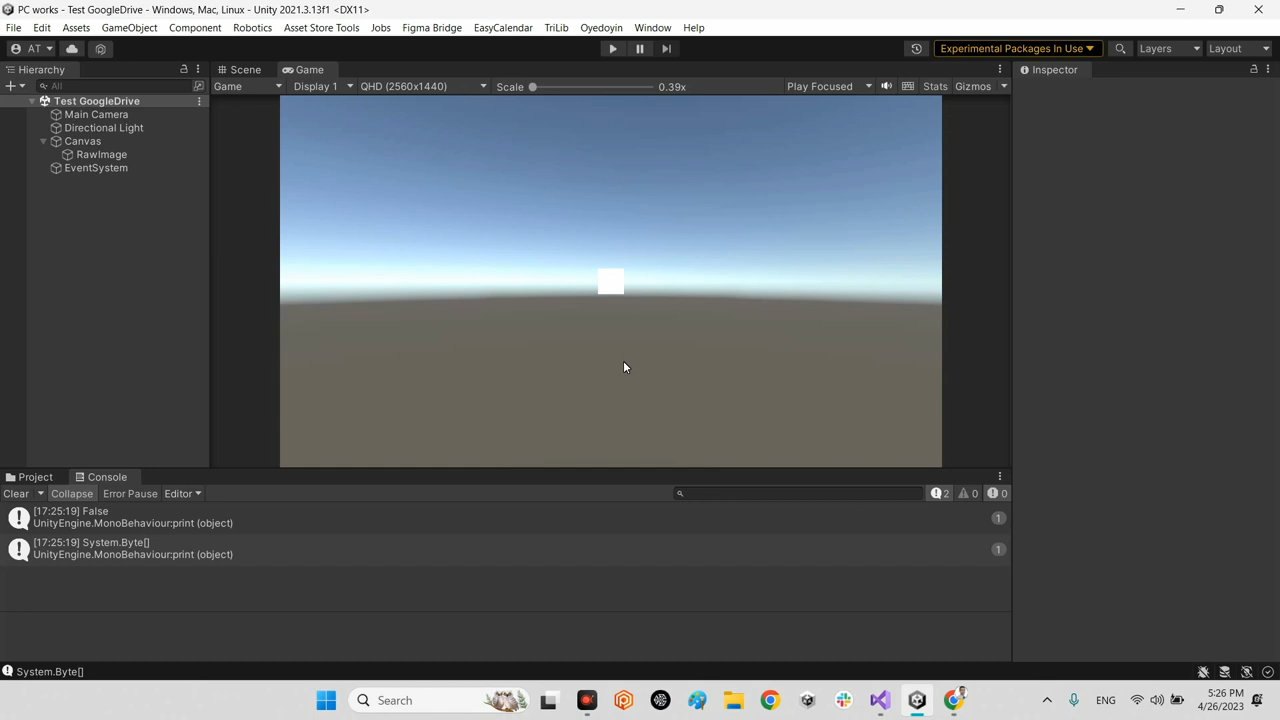 PC works - Test GoogleDrive - Windows, Mac, Linux - Unity 2021.3.13f1 <DX11>
File Edit Assets GameObject Component Robotics Asset Store Tools Jobs Figma Bridge EasyCalendar TriLib Oyedoyin Window Help
AT Experimental Packages In Use Layers Layout
Hierarchy Scene Game Inspector
All Game Display 1 QHD (2560x1440) Scale 0.39x Play Focused Stats Gizmos
Test GoogleDrive
Main Camera
Directional Light
Canvas
RawImage
EventSystem
Project Console
Clear Collapse Error Pause Editor 2 0 0
[17:25:19] False
UnityEngine.MonoBehaviour:print (object) 1
[17:25:19] System.Byte[]
UnityEngine.MonoBehaviour:print (object) 1
System.Byte[]
Search ENG 5:26 PM
4/26/2023